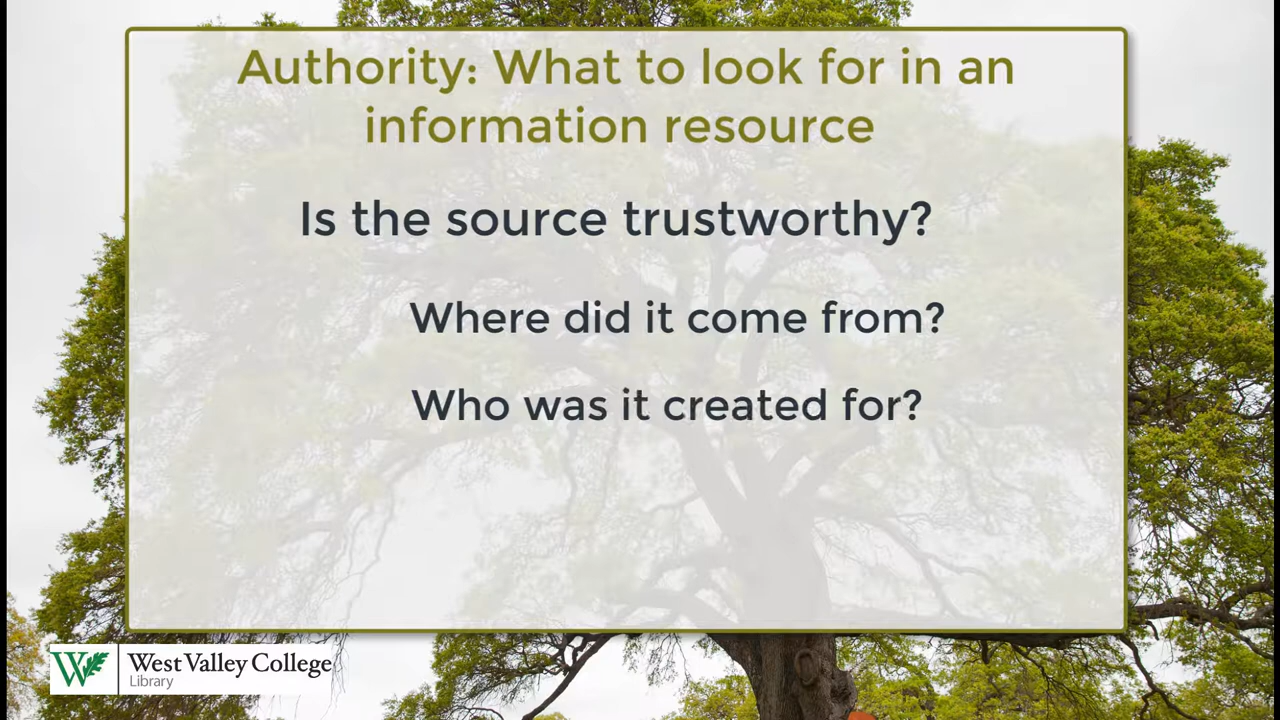 Authority: What to look for in an
information resource
Is the source trustworthy?
Where did it come from?
Who was it created for?
W West Valley College
Library